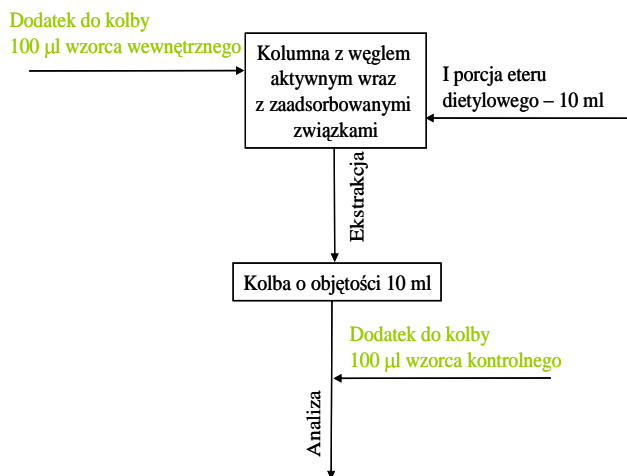 Dodatek do kolby
100 μl wzorca wewnętrznego
Kolumna z węglem
aktywnym wraz
z zaadsorbowanymi
związkami
I porcja eteru
dietylowego – 10 ml
Ekstrakcja
Kolba o objętości 10 ml
Dodatek do kolby
100 μl wzorca kontrolnego
Analiza